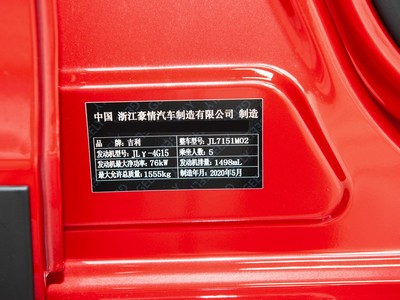 中国 浙江豪情汽车制造有限公司 制造
品 牌: 吉利 整车型号: JL7151M02
发动机型号: JLγ-4G15 乘坐人数: 5
发动机最大净功率: 76kW 发动机排量: 1498mL
最大允许总质量: 1555kg 制造年月: 2020年5月